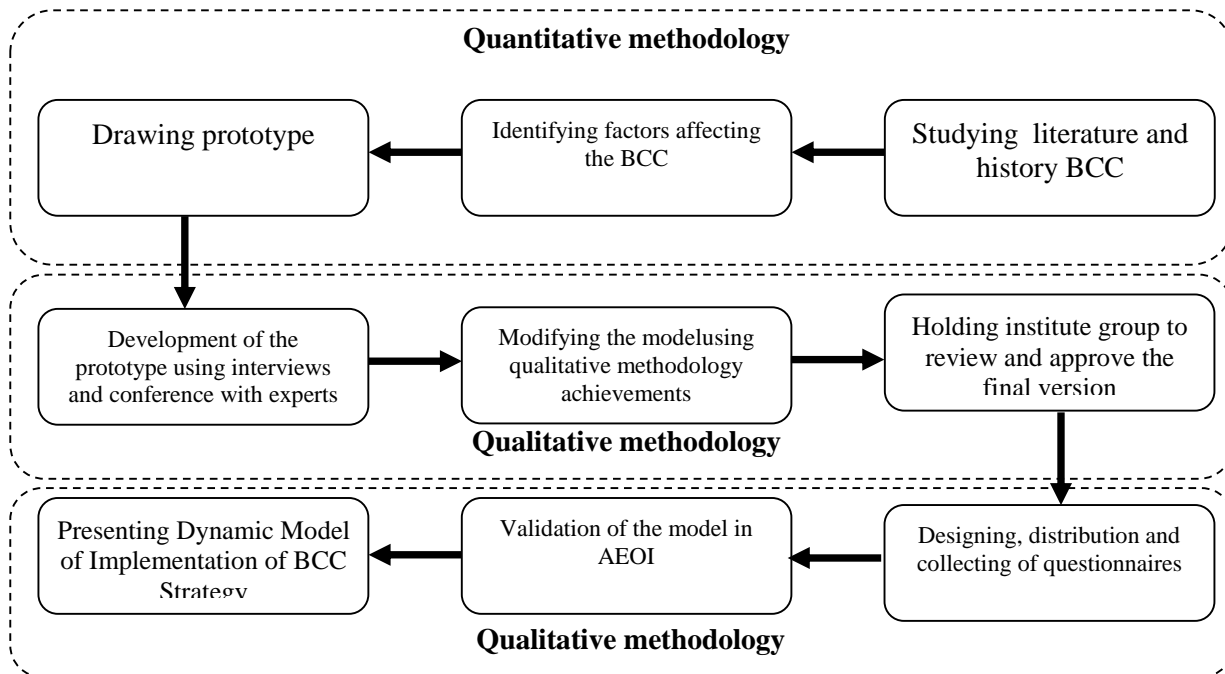 Quantitative methodology
Drawing prototype
Identifying factors affecting
the BCC
Studying literature and
history BCC
Development of the
prototype using interviews
and conference with experts
Modifying the modelusing
qualitative methodology
achievements
Holding institute group to
review and approve the
final version
Qualitative methodology
Presenting Dynamic Model
of Implementation of BCC
Strategy
Validation of the model in
AEOI
Designing, distribution and
collecting of questionnaires
Qualitative methodology